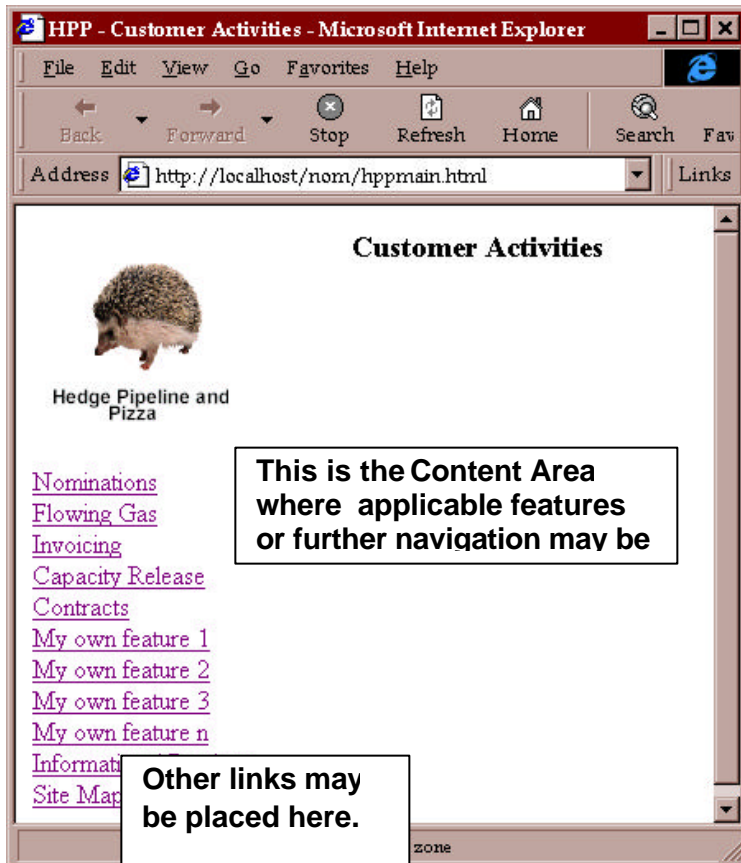 HPP - Customer Activities - Microsoft Internet Explorer
File Edit View Go Favorites Help
Back Forward Stop Refresh Home Search Fav
Address http://localhost/nom/hppmain.html Links
Customer Activities
Hedge Pipeline and
Pizza
This is the Content Area
where applicable features
or further navigation may be
Nominations
Flowing Gas
Invoicing
Capacity Release
Contracts
My own feature 1
My own feature 2
My own feature 3
My own feature n
Site Map
Other links may
be placed here.
zone